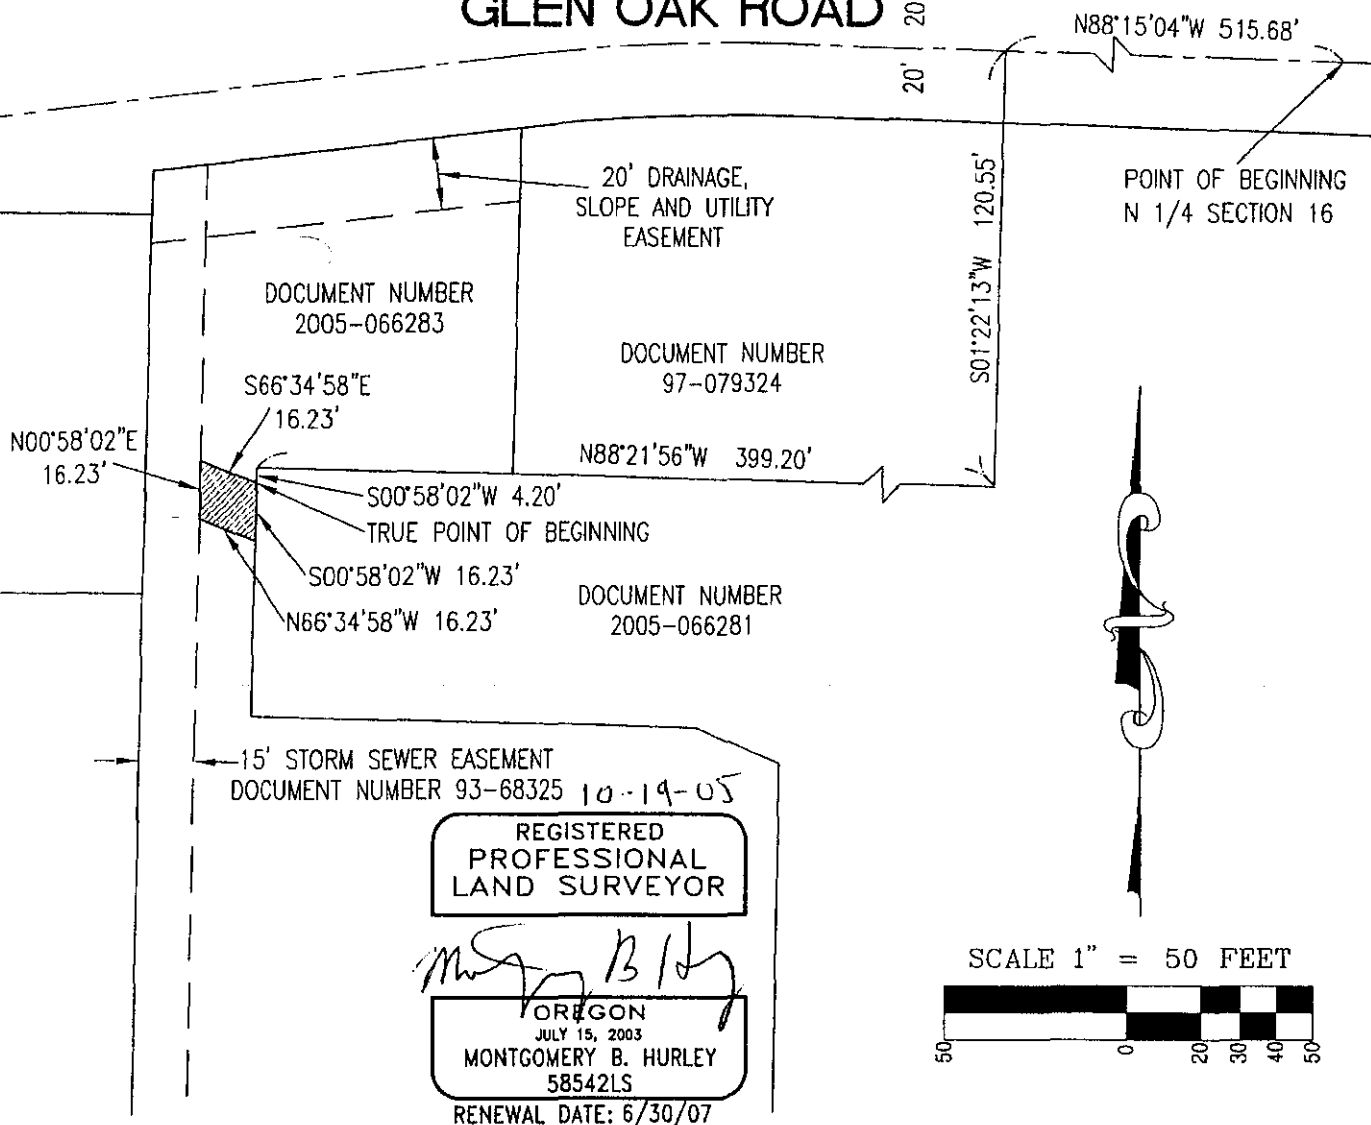 GLEN OAK ROAD
20'
20'
N88°15'04"W 515.68'
POINT OF BEGINNING
N 1/4 SECTION 16
20' DRAINAGE,
SLOPE AND UTILITY
EASEMENT
S01°22'13"W 120.55'
DOCUMENT NUMBER
2005-066283
DOCUMENT NUMBER
97-079324
S66°34'58"E
16.23'
N00°58'02"E
16.23'
N88°21'56"W 399.20'
S00°58'02"W 4.20'
TRUE POINT OF BEGINNING
S00°58'02"W 16.23'
N66°34'58"W 16.23'
DOCUMENT NUMBER
2005-066281
15' STORM SEWER EASEMENT
DOCUMENT NUMBER 93-68325
10-19-05
REGISTERED
PROFESSIONAL
LAND SURVEYOR
OREGON
JULY 15, 2003
MONTGOMERY B. HURLEY
58542LS
RENEWAL DATE: 6/30/07
SCALE 1" = 50 FEET
50 0 20 30 40 50